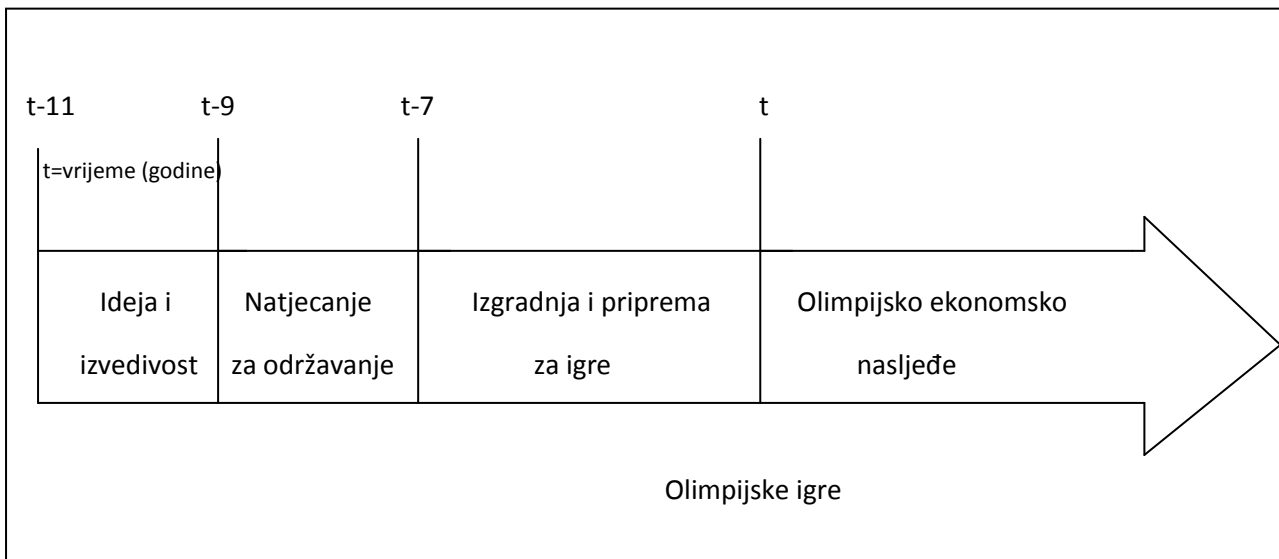 t-11 t-9 t-7 t
t=vrijeme (godine)
Ideja i
izvedivost
Natjecanje
za održavanje
Izgradnja i priprema
za igre
Olimpijsko ekonomsko
nasljeđe
Olimpijske igre